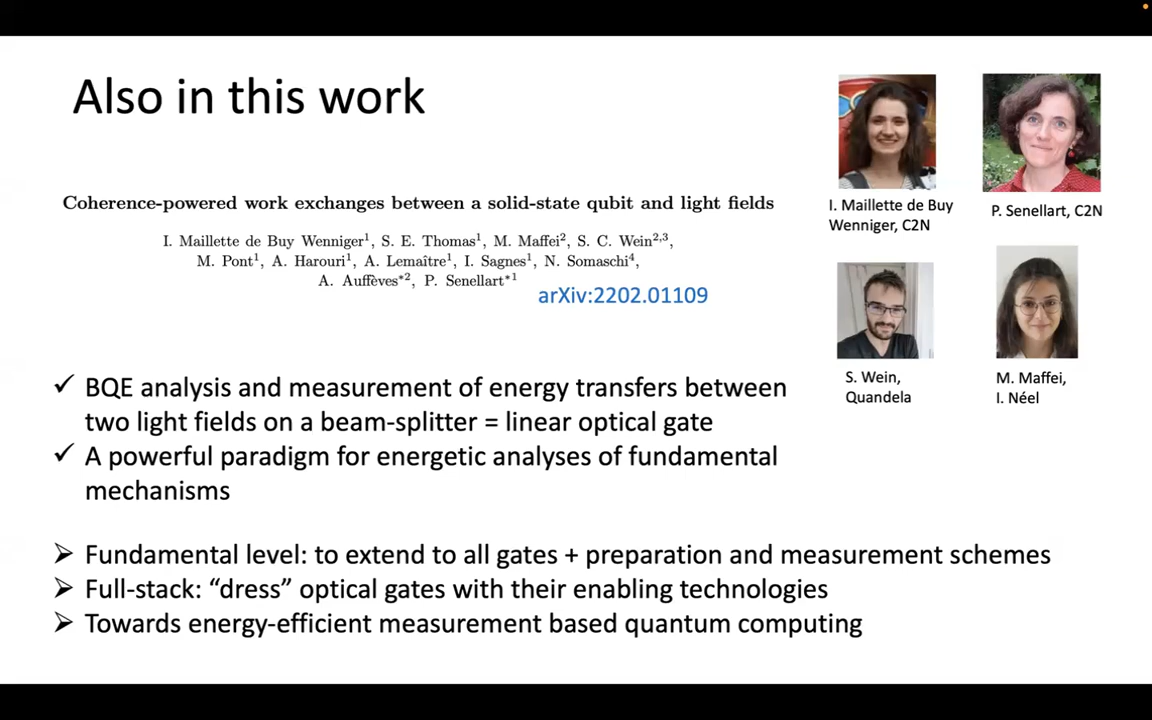 Also in this work
Coherence-powered work exchanges between a solid-state qubit and light fields
I. Maillette de Buy Wenniger¹, S. E. Thomas¹, M. Maffei², S. C. Wein²,³,
M. Pont¹, A. Harouri¹, A. Lemaître¹, I. Sagnes¹, N. Somaschi⁴,
A. Auffèves*², P. Senellart*¹
arXiv:2202.01109
I. Maillette de Buy
Wenniger, C2N
P. Senellart, C2N
S. Wein,
Quandela
M. Maffei,
I. Néel
✓ BQE analysis and measurement of energy transfers between
two light fields on a beam-splitter = linear optical gate
✓ A powerful paradigm for energetic analyses of fundamental
mechanisms
➢ Fundamental level: to extend to all gates + preparation and measurement schemes
➢ Full-stack: “dress” optical gates with their enabling technologies
➢ Towards energy-efficient measurement based quantum computing